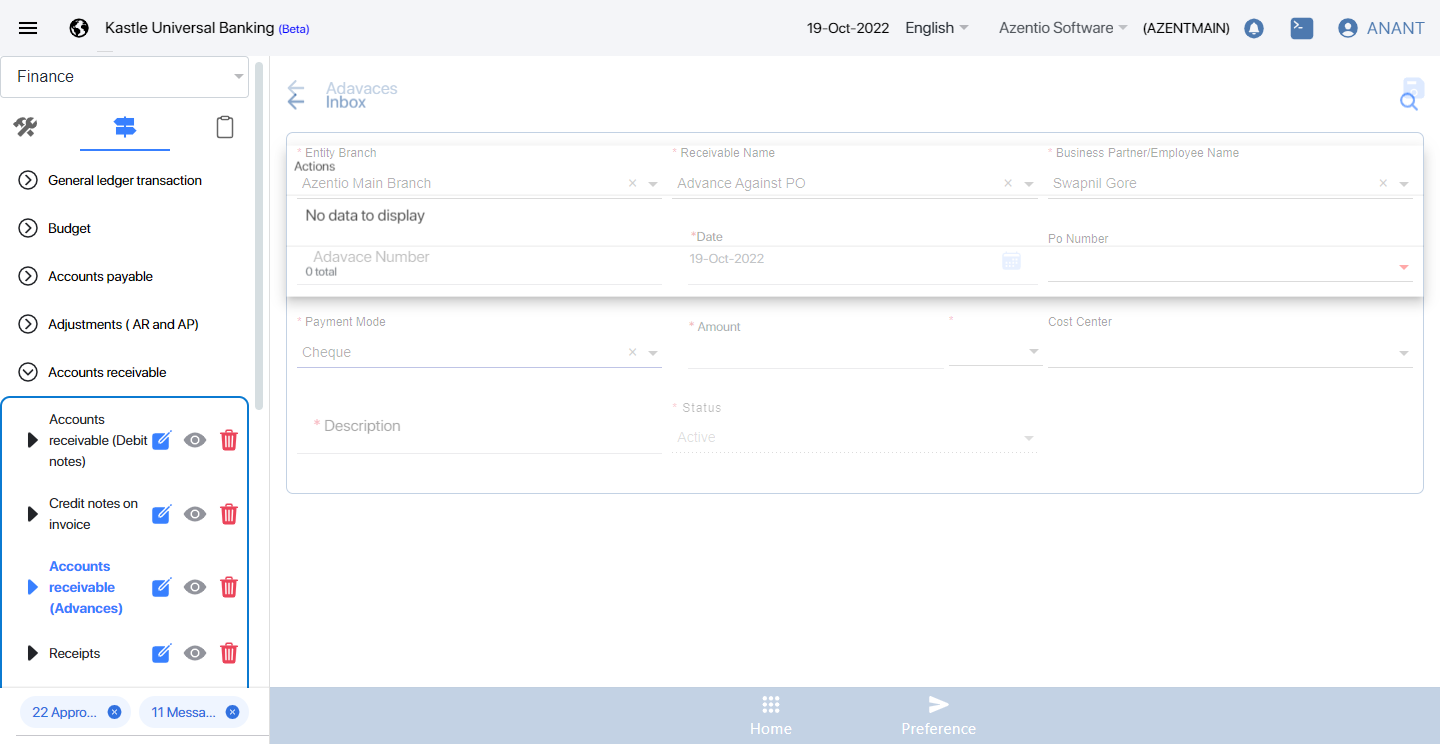 Kastle Universal Banking (Beta)
19-Oct-2022 English Azentio Software (AZENTMAIN) ANANT
Finance
General ledger transaction
Budget
Accounts payable
Adjustments ( AR and AP)
Accounts receivable
Accounts
receivable (Debit
notes)
Credit notes on
invoice
Accounts
receivable
(Advances)
Receipts
22 Appro...
11 Messa...
Adavaces
Inbox
* Entity Branch
* Receivable Name
* Business Partner/Employee Name
Actions
Azentio Main Branch
Advance Against PO
Swapnil Gore
No data to display
Adavace Number
*Date
Po Number
19-Oct-2022
0 total
* Payment Mode
* Amount
*
Cost Center
Cheque
* Description
* Status
Active
Home
Preference